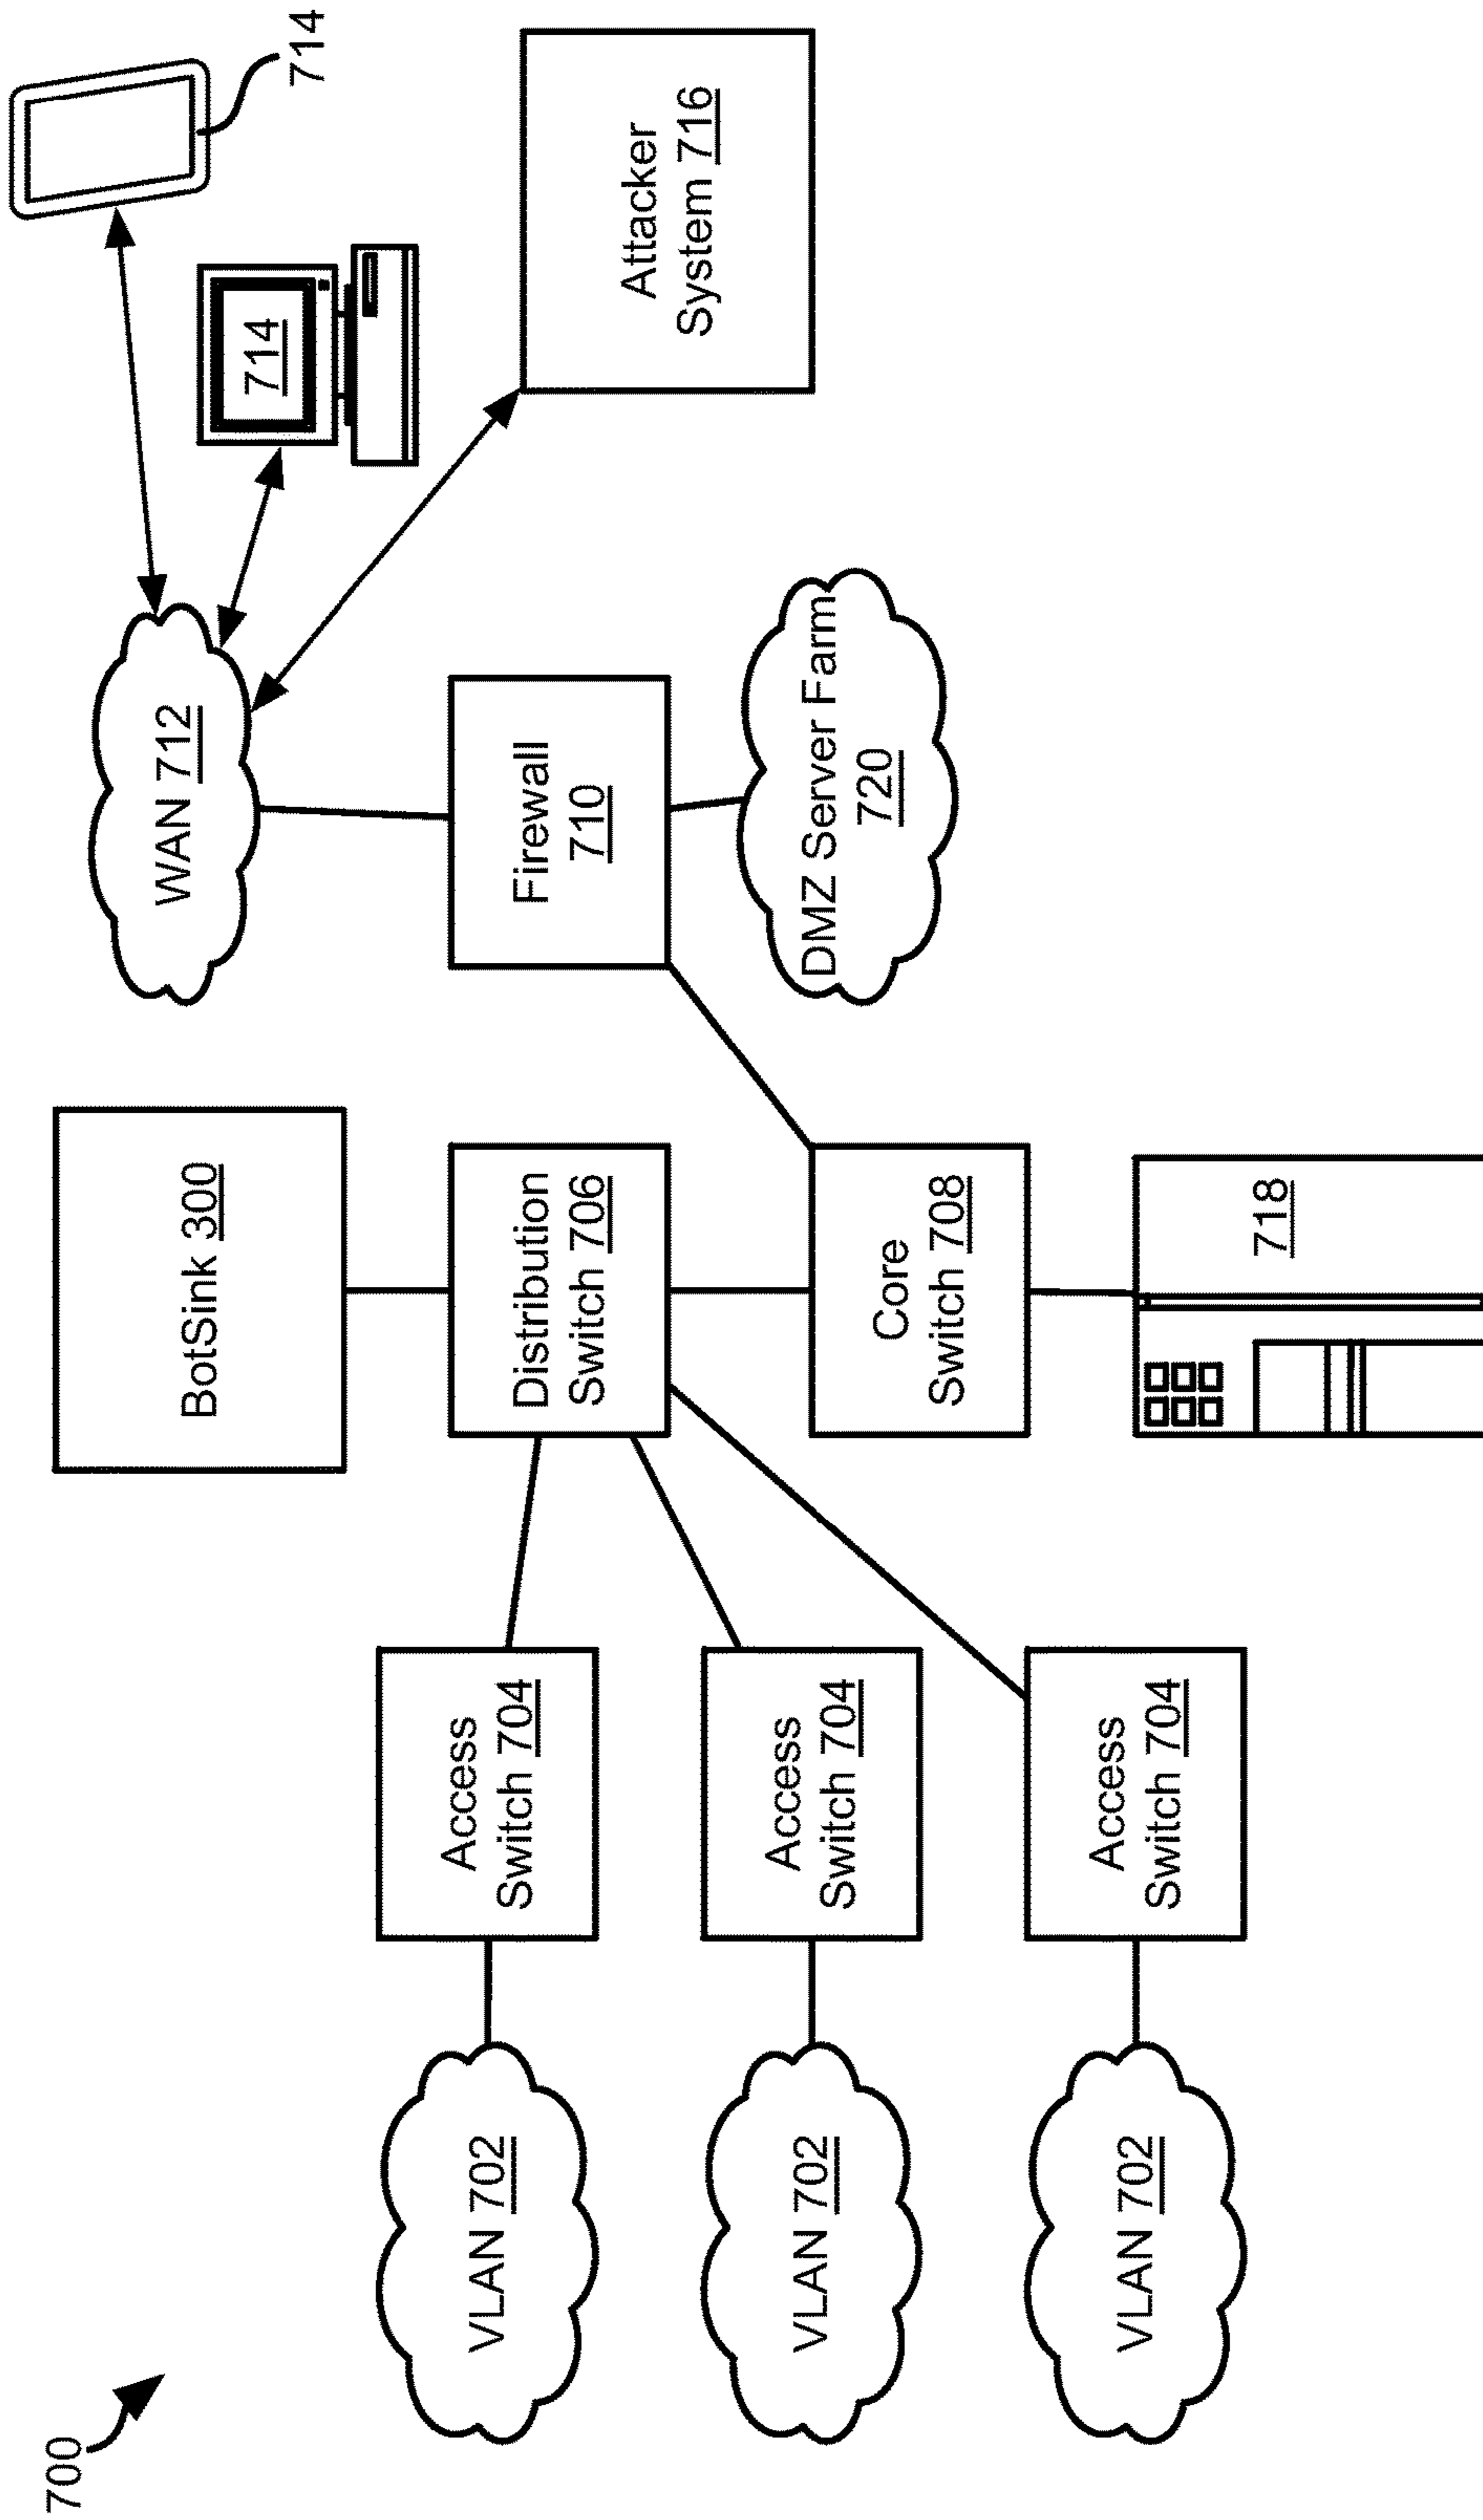 700
VLAN 702
VLAN 702
VLAN 702
Access
Switch 704
Access
Switch 704
Access
Switch 704
BotSink 300
Distribution
Switch 706
Core
Switch 708
718
WAN 712
Firewall
710
DMZ Server Farm
720
714
714
Attacker
System 716